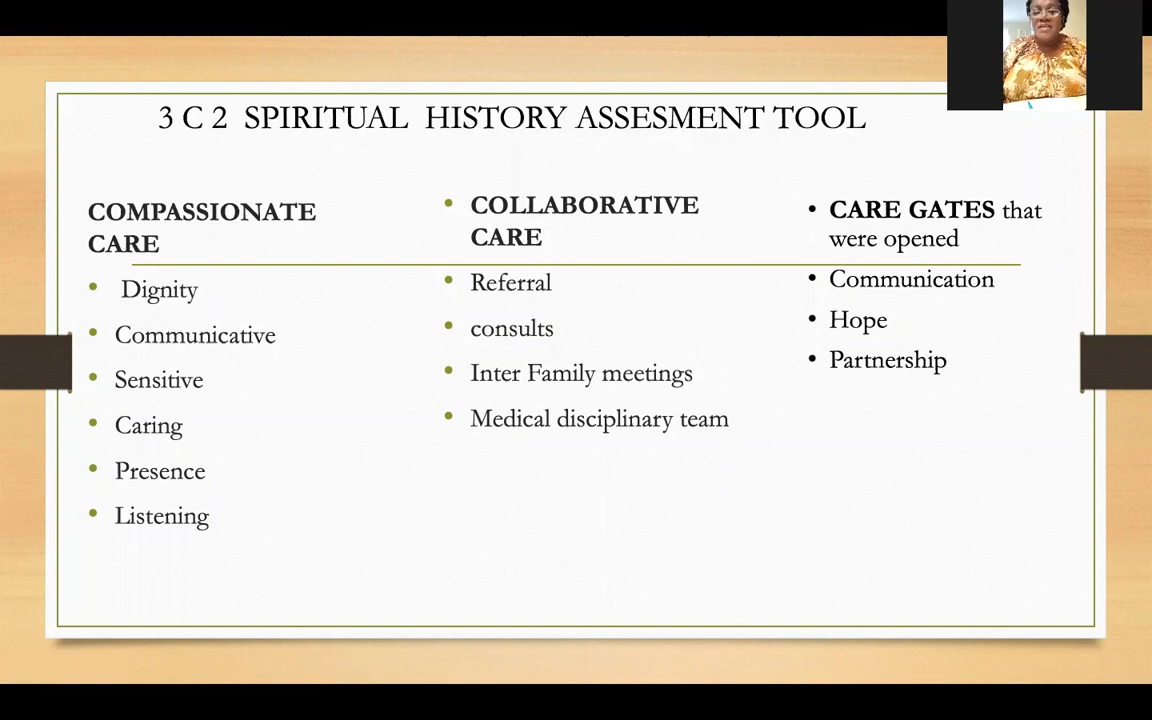 3 C 2 SPIRITUAL HISTORY ASSESMENT TOOL
COMPASSIONATE
CARE
• Dignity
• Communicative
• Sensitive
• Caring
• Presence
• Listening
• COLLABORATIVE
CARE
• Referral
• consults
• Inter Family meetings
• Medical disciplinary team
• CARE GATES that
were opened
• Communication
• Hope
• Partnership